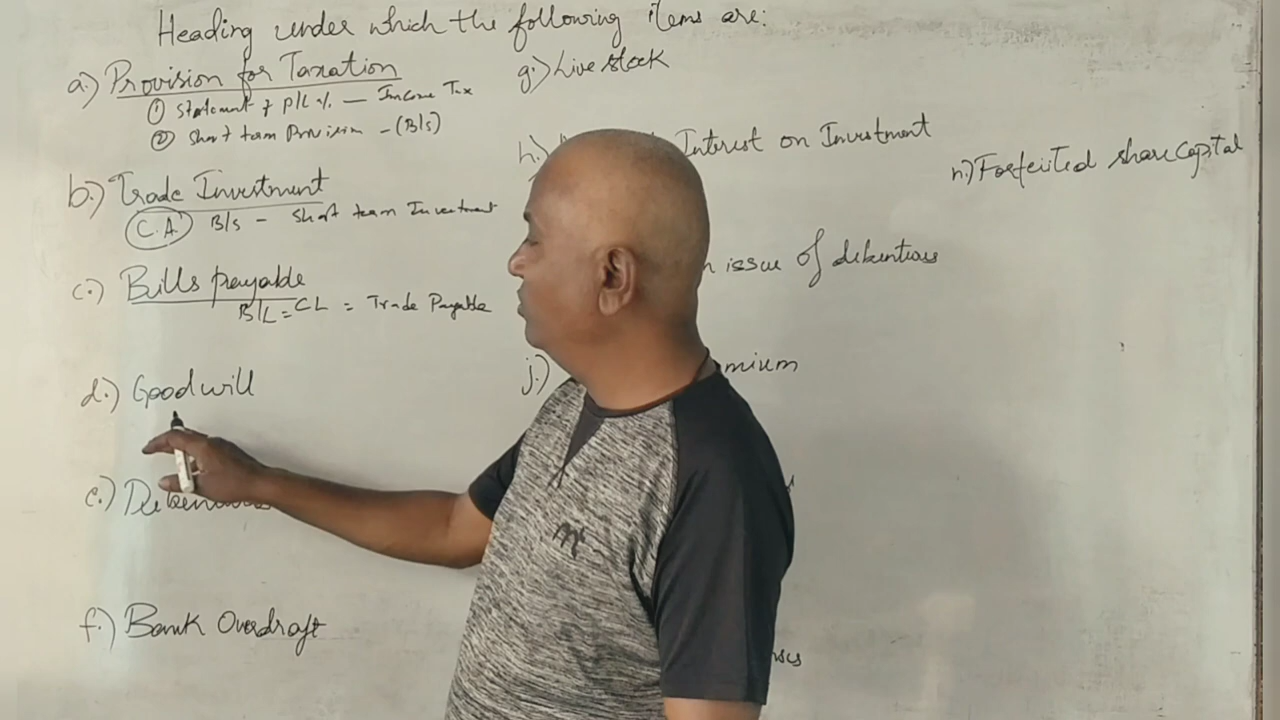 Heading under which the following items are:
a.) Provision for Taxation
① Statement of P/L % — Income Tax
② Short term Provision - (B/S)
b.) Trade Investment
C.A. B/S - Short term Investment
c.) Bills payable
B/L = CL = Trade Payable
d.) Goodwill
e.)
f.) Bank Overdraft
g.) Live stock
h.) Interest on Investment
issue of debentures
j.)
n.) Forfeited share Capital